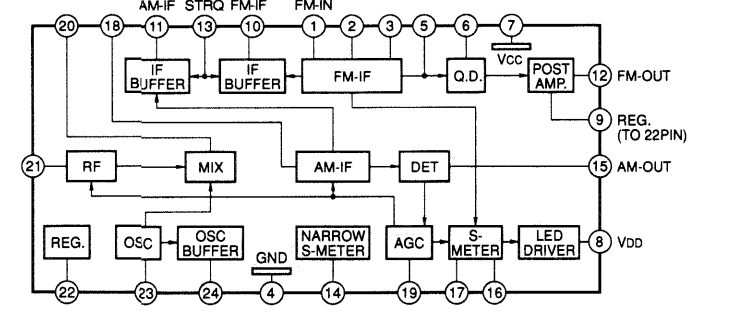 AM-IF STRQ FM-IF FM-IN
20 18 11 13 10 1 2 3 5 6 7
VCC
IF BUFFER
IF BUFFER
FM-IF
Q.D.
POST AMP.
12 FM-OUT
9 REG. (TO 22PIN)
21
RF
MIX
AM-IF
DET
15 AM-OUT
REG.
OSC
OSC BUFFER
GND
NARROW S-METER
AGC
S-METER
LED DRIVER
8 VDD
22 23 24 4 14 19 17 16